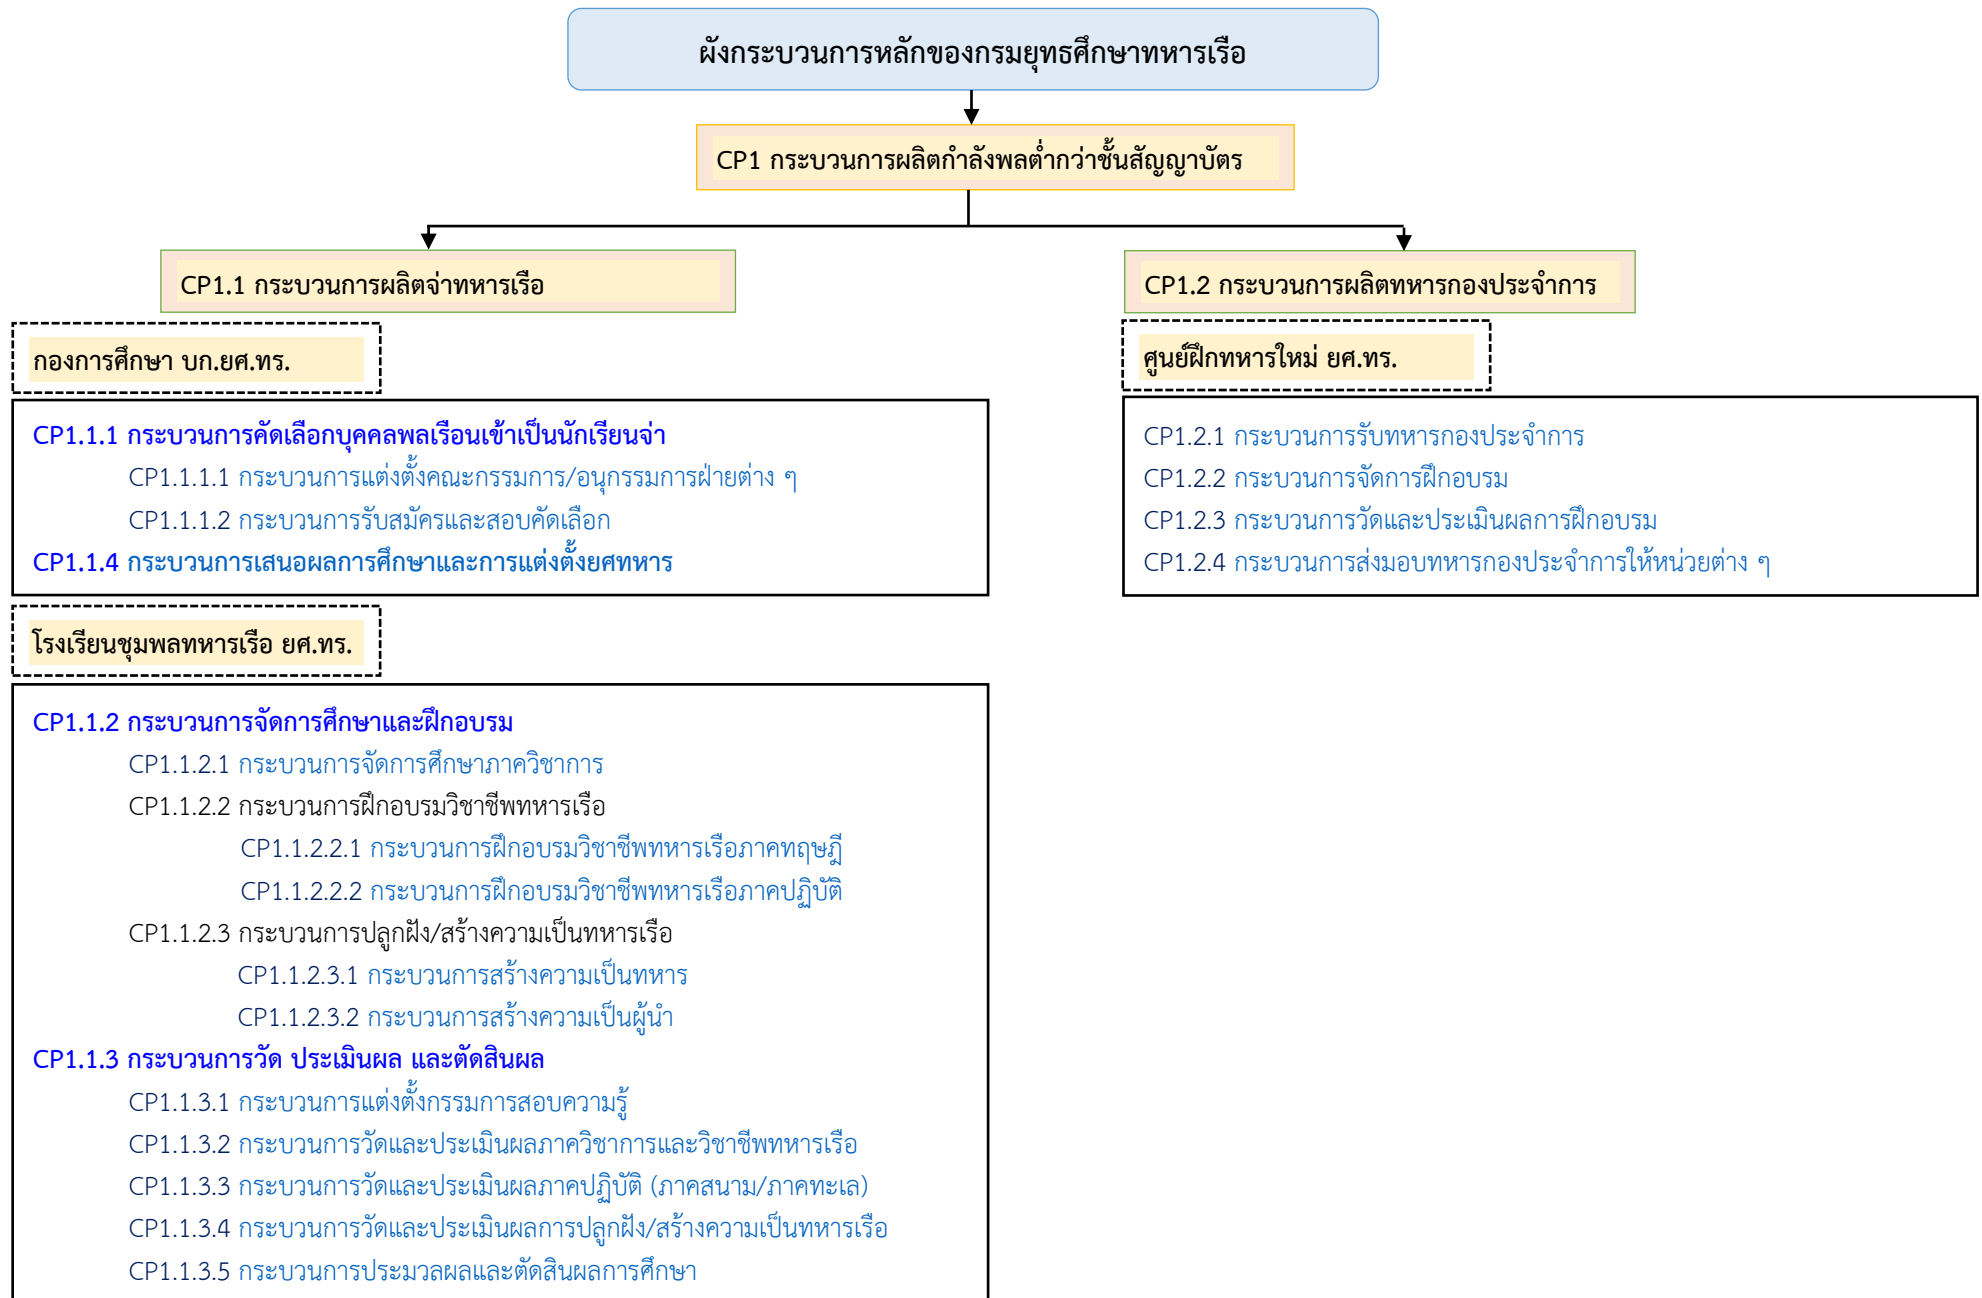 ผังกระบวนการหลักของกรมยุทธศึกษาทหารเรือ
CP1 กระบวนการผลิตกำลังพลต่ำกว่าชั้นสัญญาบัตร
CP1.1 กระบวนการผลิตจ่าทหารเรือ
กองการศึกษา บก.ยศ.ทร.
CP1.1.1 กระบวนการคัดเลือกบุคคลพลเรือนเข้าเป็นนักเรียนจ่า
CP1.1.1.1 กระบวนการแต่งตั้งคณะกรรมการ/อนุกรรมการฝ่ายต่าง ๆ
CP1.1.1.2 กระบวนการรับสมัครและสอบคัดเลือก
CP1.1.4 กระบวนการเสนอผลการศึกษาและการแต่งตั้งยศทหาร
โรงเรียนชุมพลทหารเรือ ยศ.ทร.
CP1.1.2 กระบวนการจัดการศึกษาและฝึกอบรม
CP1.1.2.1 กระบวนการจัดการศึกษาภาควิชาการ
CP1.1.2.2 กระบวนการฝึกอบรมวิชาชีพทหารเรือ
CP1.1.2.2.1 กระบวนการฝึกอบรมวิชาชีพทหารเรือภาคทฤษฎี
CP1.1.2.2.2 กระบวนการฝึกอบรมวิชาชีพทหารเรือภาคปฏิบัติ
CP1.1.2.3 กระบวนการปลูกฝัง/สร้างความเป็นทหารเรือ
CP1.1.2.3.1 กระบวนการสร้างความเป็นทหาร
CP1.1.2.3.2 กระบวนการสร้างความเป็นผู้นำ
CP1.1.3 กระบวนการวัด ประเมินผล และตัดสินผล
CP1.1.3.1 กระบวนการแต่งตั้งกรรมการสอบความรู้
CP1.1.3.2 กระบวนการวัดและประเมินผลภาควิชาการและวิชาชีพทหารเรือ
CP1.1.3.3 กระบวนการวัดและประเมินผลภาคปฏิบัติ (ภาคสนาม/ภาคทะเล)
CP1.1.3.4 กระบวนการวัดและประเมินผลการปลูกฝัง/สร้างความเป็นทหารเรือ
CP1.1.3.5 กระบวนการประมวลผลและตัดสินผลการศึกษา
CP1.2 กระบวนการผลิตทหารกองประจำการ
ศูนย์ฝึกทหารใหม่ ยศ.ทร.
CP1.2.1 กระบวนการรับทหารกองประจำการ
CP1.2.2 กระบวนการจัดการฝึกอบรม
CP1.2.3 กระบวนการวัดและประเมินผลการฝึกอบรม
CP1.2.4 กระบวนการส่งมอบทหารกองประจำการให้หน่วยต่าง ๆ